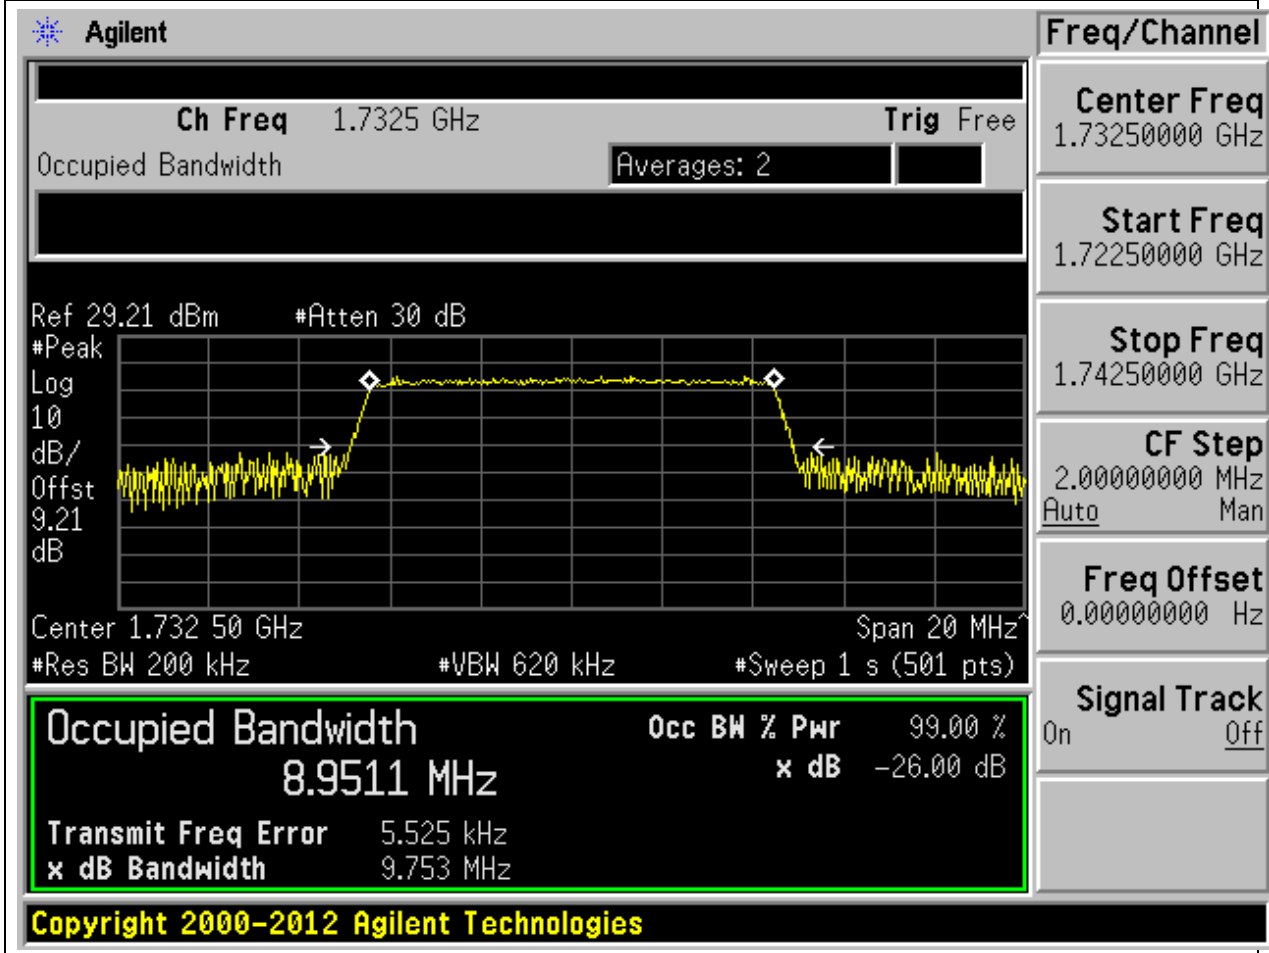 Agilent
Freq/Channel
Ch Freq 1.7325 GHz Trig Free
Occupied Bandwidth Averages: 2
Center Freq
1.73250000 GHz
Start Freq
1.72250000 GHz
Stop Freq
1.74250000 GHz
CF Step
2.00000000 MHz
Auto Man
Freq Offset
0.00000000 Hz
Signal Track
On Off
Ref 29.21 dBm #Atten 30 dB
#Peak
Log
10
dB/
Offst
9.21
dB
Center 1.732 50 GHz Span 20 MHz^
#Res BW 200 kHz #VBW 620 kHz #Sweep 1 s (501 pts)
Occupied Bandwidth Occ BW % Pwr 99.00 %
8.9511 MHz x dB -26.00 dB
Transmit Freq Error 5.525 kHz
x dB Bandwidth 9.753 MHz
Copyright 2000-2012 Agilent Technologies